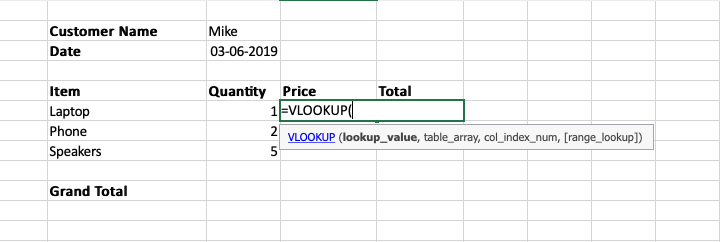 Customer Name Mike
Date 03-06-2019
Item Quantity Price Total
Laptop 1 =VLOOKUP(
Phone 2
VLOOKUP (lookup_value, table_array, col_index_num, [range_lookup])
Speakers 5
Grand Total